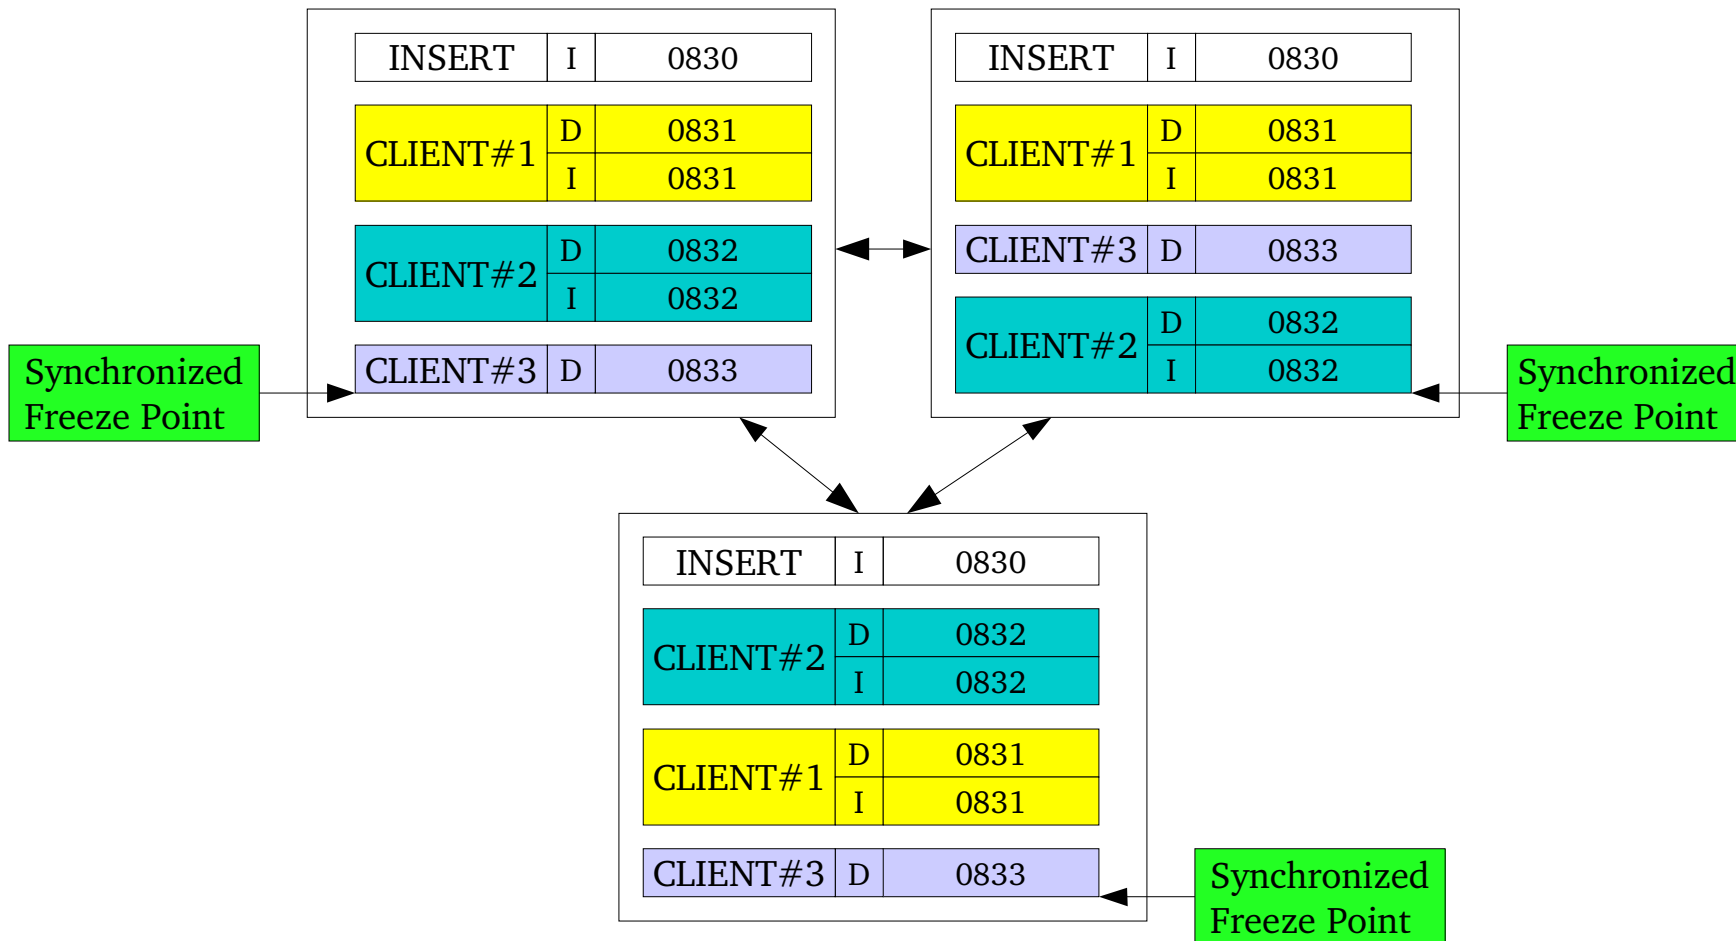 INSERT I 0830
CLIENT#1 D 0831
I 0831
CLIENT#2 D 0832
I 0832
CLIENT#3 D 0833
Synchronized
Freeze Point
INSERT I 0830
CLIENT#1 D 0831
I 0831
CLIENT#3 D 0833
CLIENT#2 D 0832
I 0832
Synchronized
Freeze Point
INSERT I 0830
CLIENT#2 D 0832
I 0832
CLIENT#1 D 0831
I 0831
CLIENT#3 D 0833
Synchronized
Freeze Point